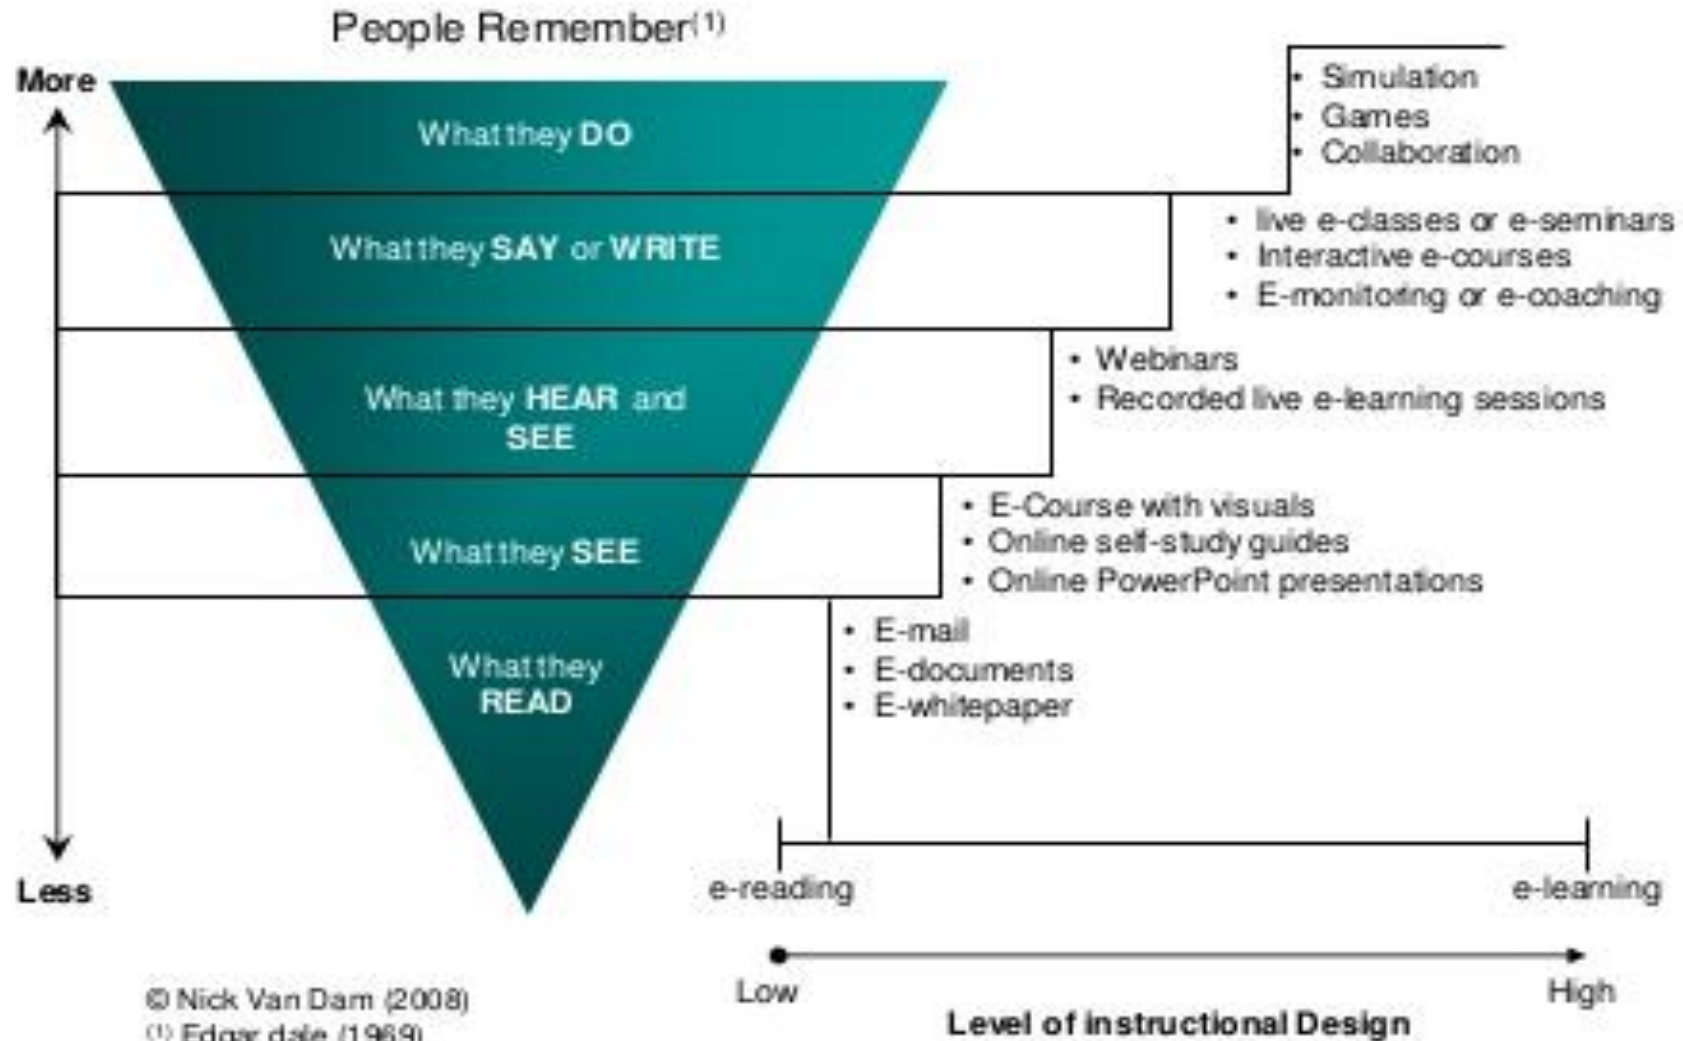 People Remember(1)
More
What they DO
• Simulation
• Games
• Collaboration
What they SAY or WRITE
• live e-classes or e-seminars
• Interactive e-courses
• E-monitoring or e-coaching
What they HEAR and
SEE
• Webinars
• Recorded live e-learning sessions
What they SEE
• E-Course with visuals
• Online self-study guides
• Online PowerPoint presentations
What they
READ
• E-mail
• E-documents
• E-whitepaper
Less
e-reading
e-learning
Low
High
Level of instructional Design
© Nick Van Dam (2008)
(1) Edgar dale (1969)